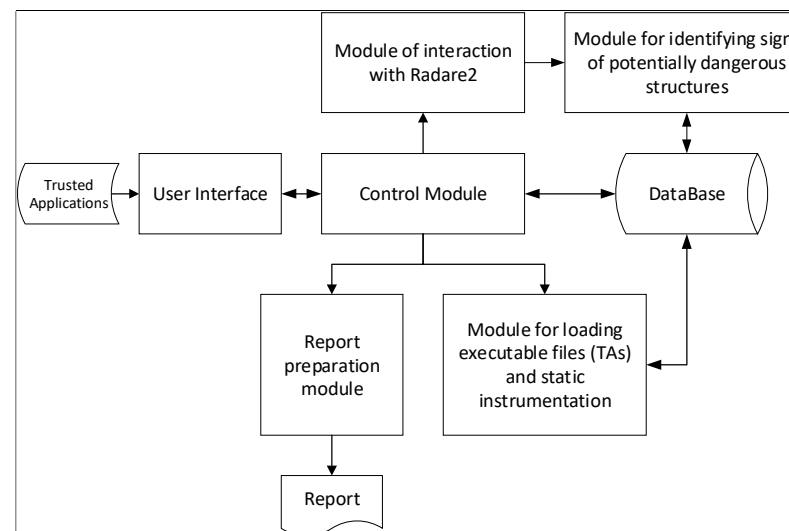 Module of interaction
with Radare2
Module for identifying sign
of potentially dangerous
structures
Trusted
Applications
User Interface
Control Module
DataBase
Report
preparation
module
Module for loading
executable files (TAs)
and static
instrumentation
Report